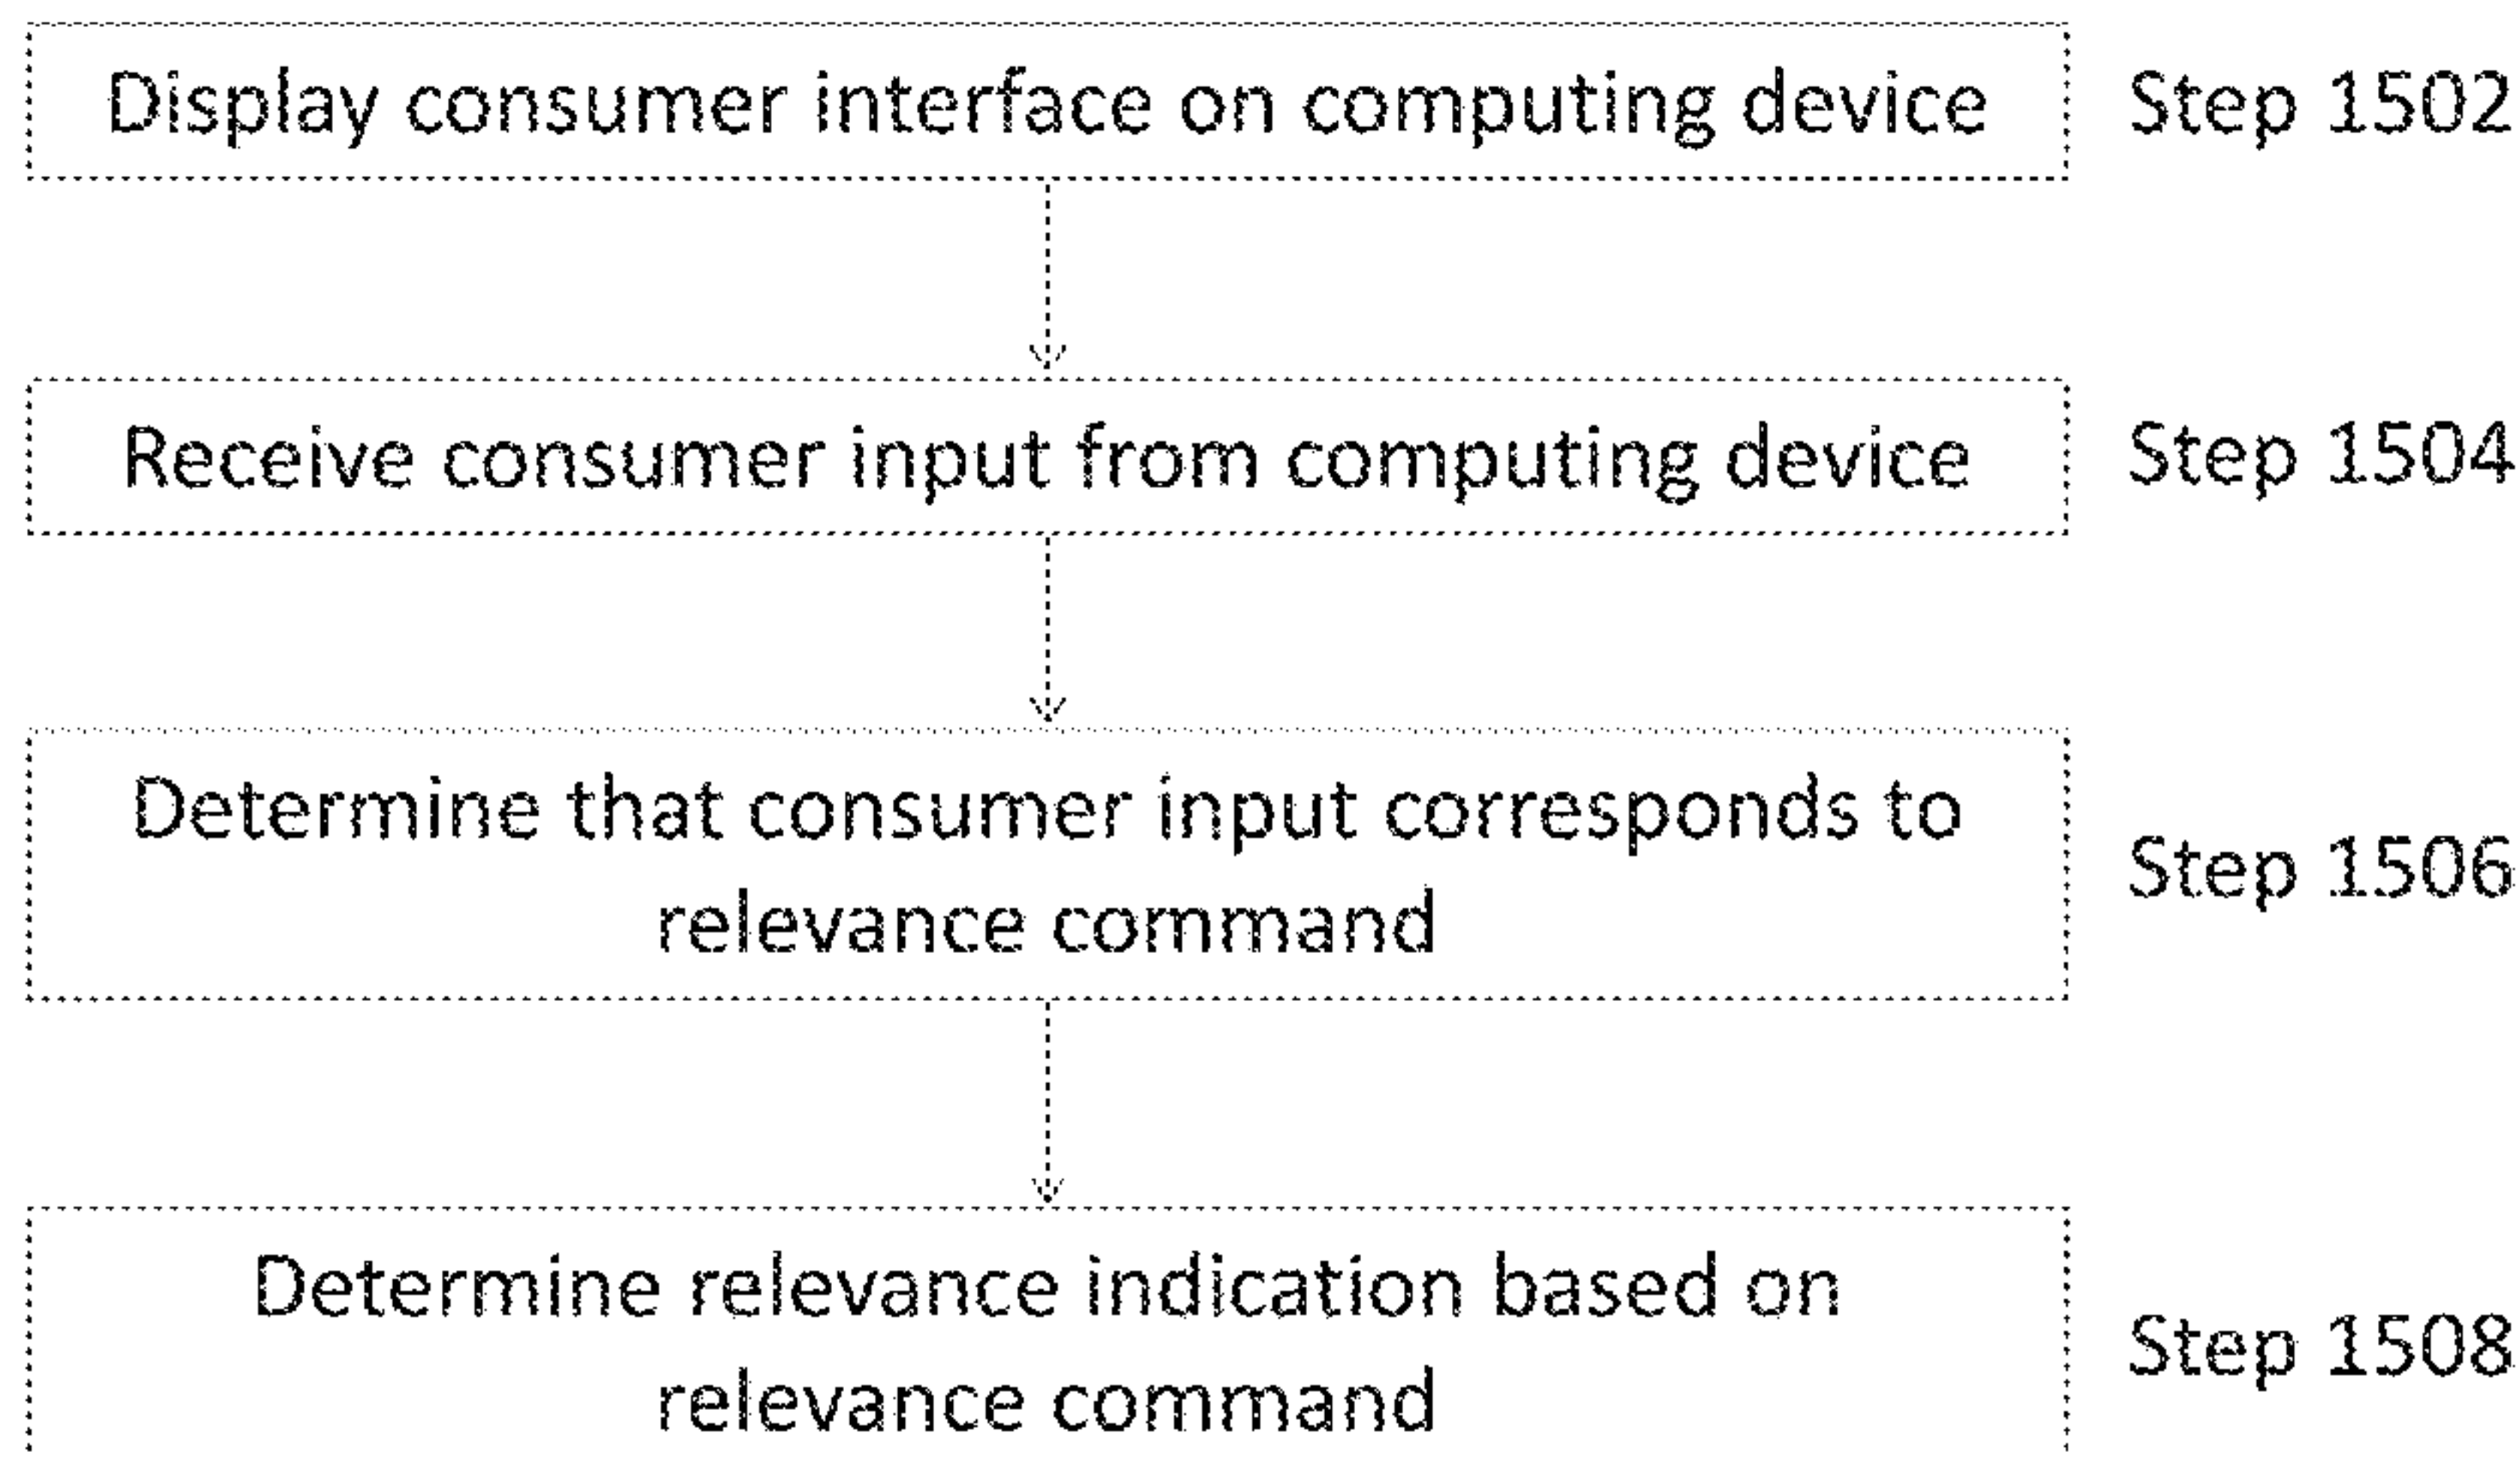 Display consumer interface on computing device Step 1502
Receive consumer input from computing device Step 1504
Determine that consumer input corresponds to
relevance command
Step 1506
Determine relevance indication based on
relevance command
Step 1508